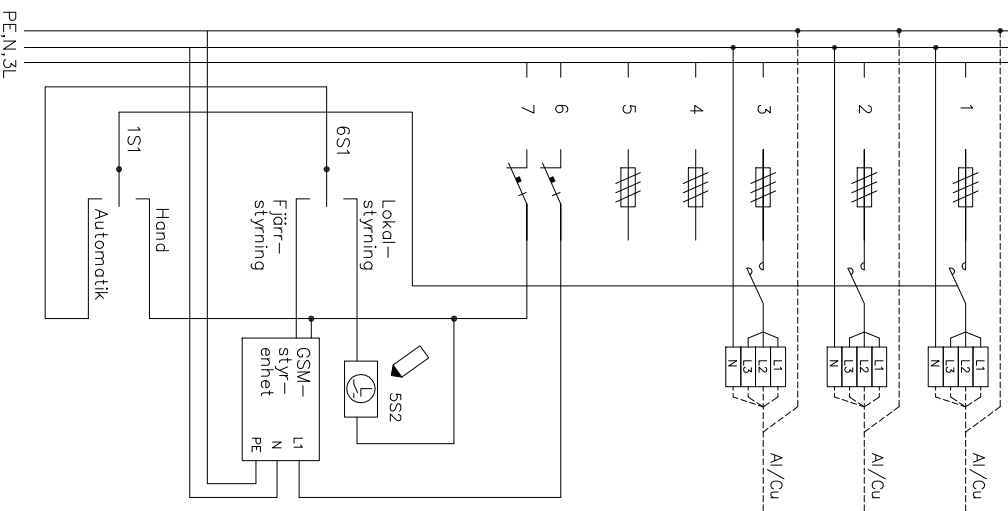 PE,N,3L
1
2
3
4
5
6
7
6S1
1S1
Lokal–
styrning
Fjärr–
styrning
Hand
Automatik
5S2
GSM–
styr–
enhet
L1
N
PE
L1
L2
L3
N
L1
L2
L3
N
L1
L2
L3
N
Al/Cu
Al/Cu
Al/Cu